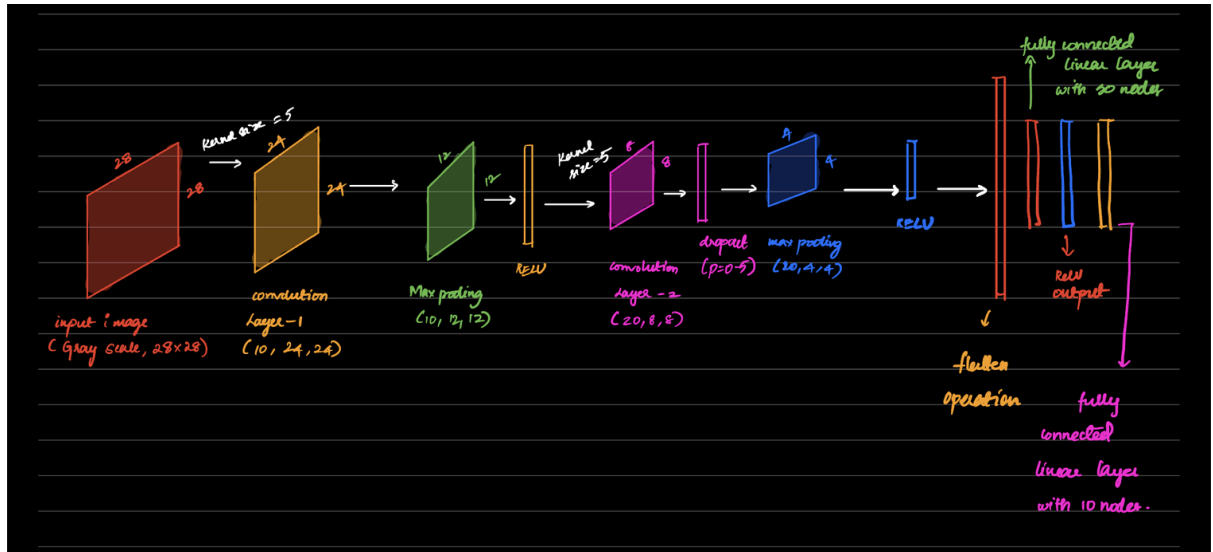 28
28
Kernel size = 5
24
24
12
12
Kernel
size=5
8
8
4
4
fully connected
linear layer
with 50 nodes
input image
(Gray scale, 28x28)
convolution
Layer-1
(10, 24, 24)
Max pooling
(10, 12, 12)
RELU
convolution
Layer-2
(20, 8, 8)
dropout
(p=0.5)
max pooling
(20, 4, 4)
RELU
flatten
operation
RELU
output
fully
connected
linear layer
with 10 nodes.